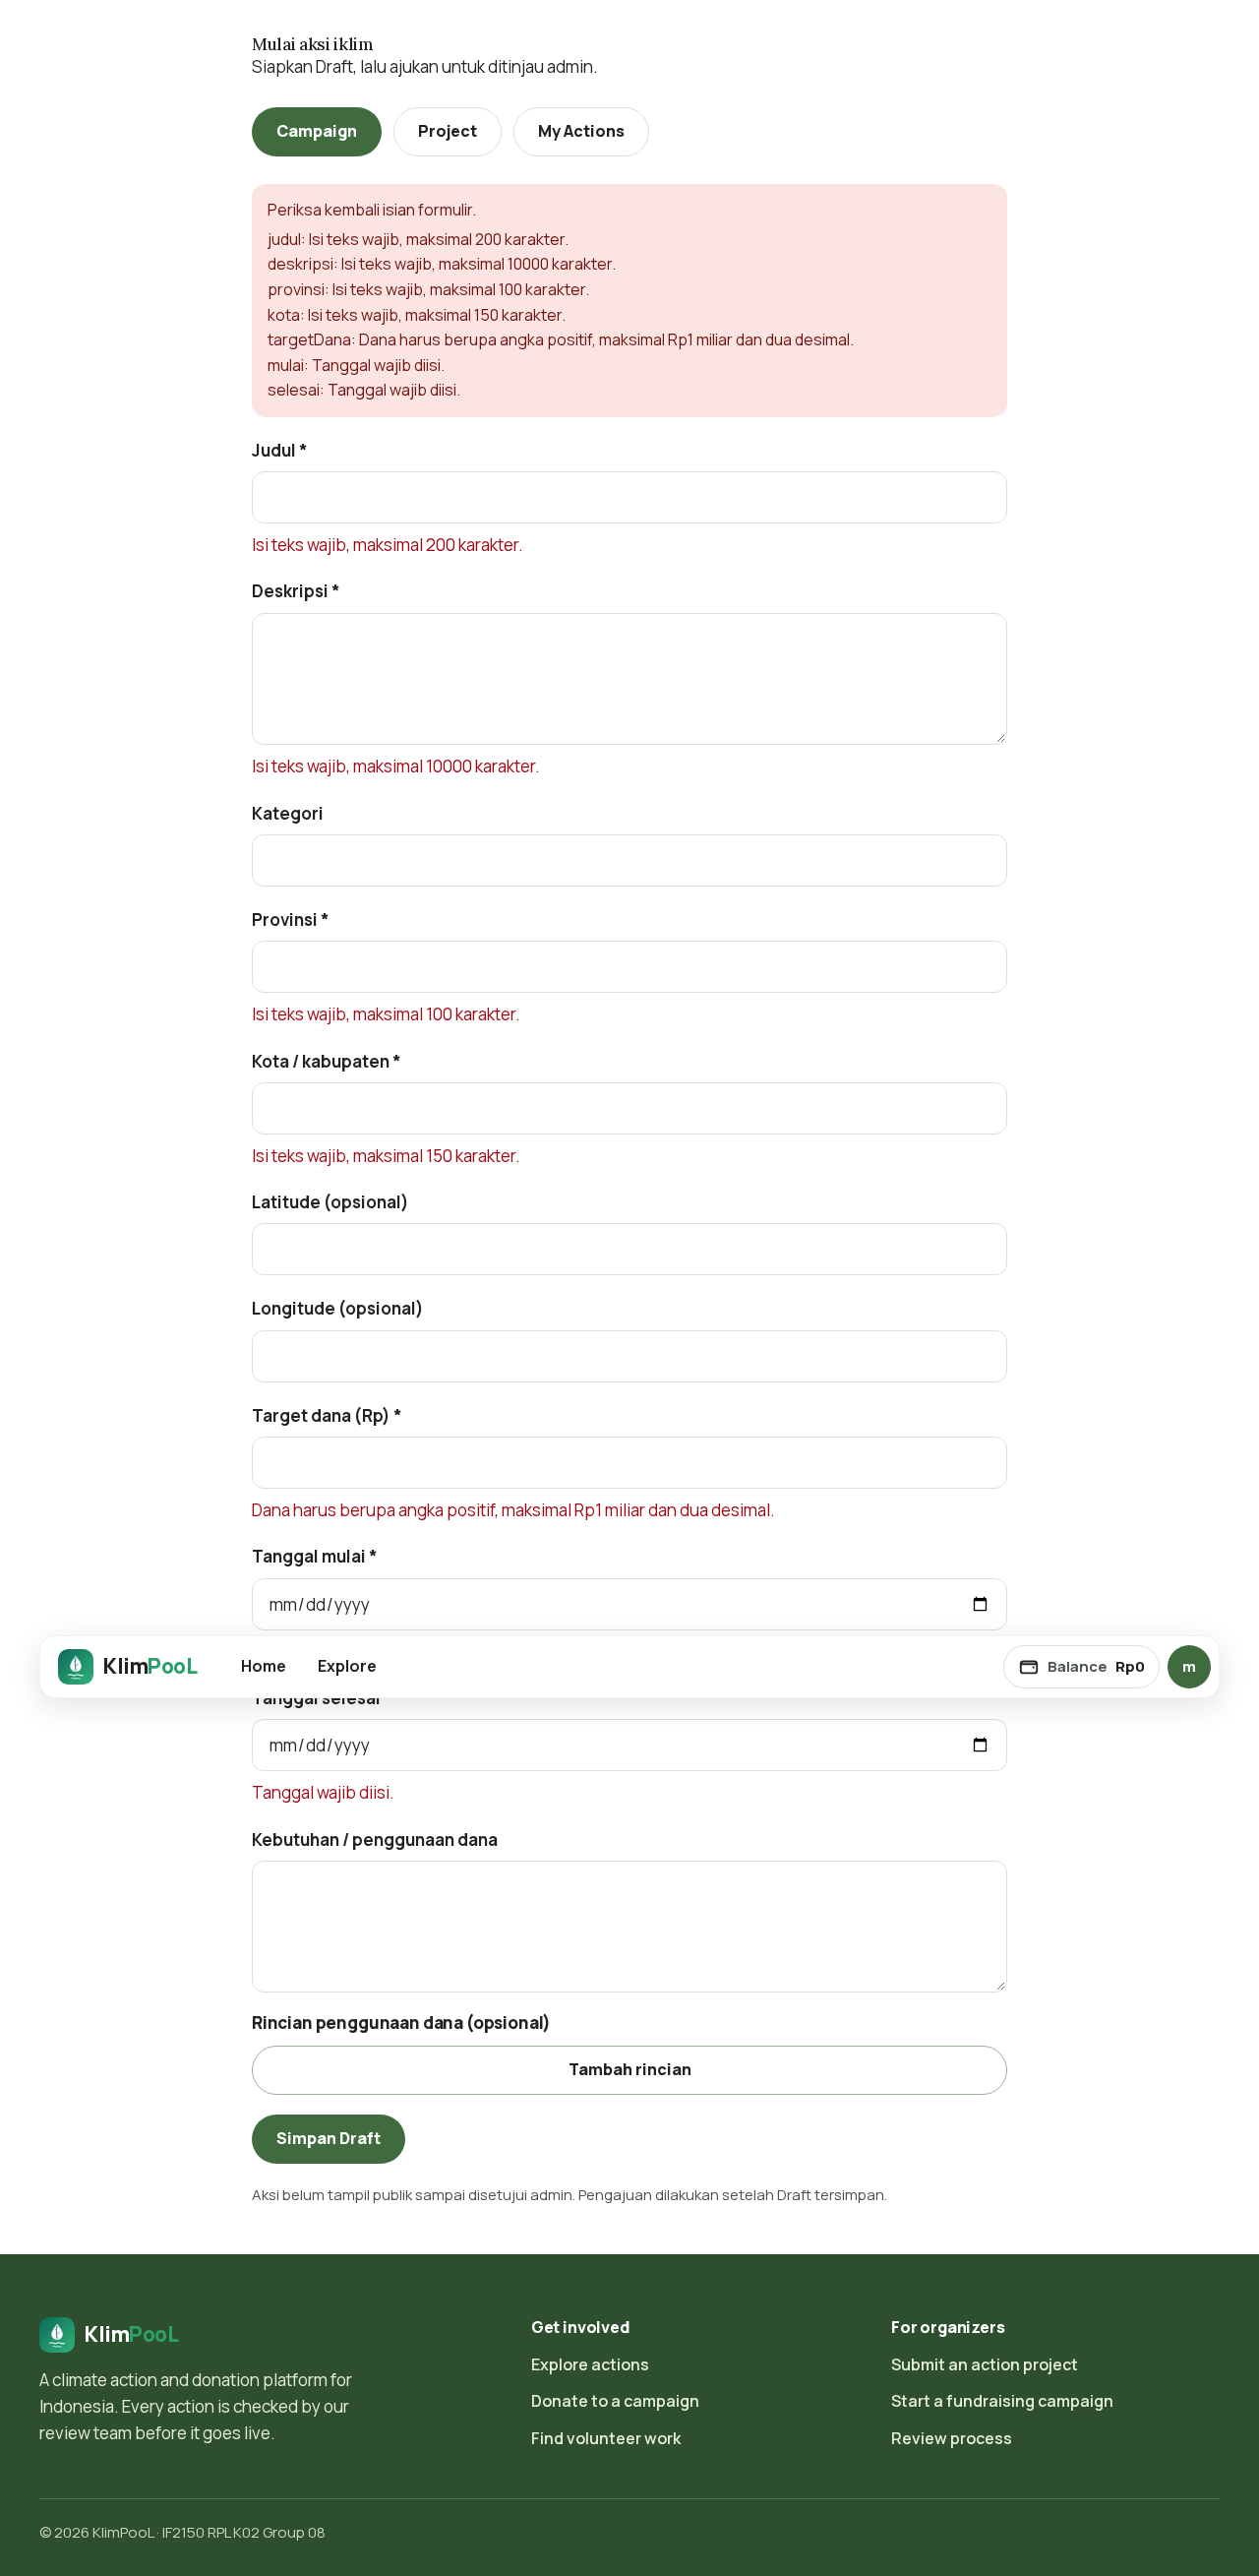 Mulai aksi iklim
Siapkan Draft, lalu ajukan untuk ditinjau admin.
Campaign
Project
My Actions
Periksa kembali isian formulir.
judul: Isi teks wajib, maksimal 200 karakter.
deskripsi: Isi teks wajib, maksimal 10000 karakter.
provinsi: Isi teks wajib, maksimal 100 karakter.
kota: Isi teks wajib, maksimal 150 karakter.
targetDana: Dana harus berupa angka positif, maksimal Rp1 miliar dan dua desimal.
mulai: Tanggal wajib diisi.
selesai: Tanggal wajib diisi.
Judul *
Isi teks wajib, maksimal 200 karakter.
Deskripsi *
Isi teks wajib, maksimal 10000 karakter.
Kategori
Provinsi *
Isi teks wajib, maksimal 100 karakter.
Kota / kabupaten *
Isi teks wajib, maksimal 150 karakter.
Latitude (opsional)
Longitude (opsional)
Target dana (Rp) *
Dana harus berupa angka positif, maksimal Rp1 miliar dan dua desimal.
Tanggal mulai *
mm/dd/yyyy
KlimPooL
Home
Explore
Balance Rp0
m
Tanggal selesai
mm/dd/yyyy
Tanggal wajib diisi.
Kebutuhan / penggunaan dana
Rincian penggunaan dana (opsional)
Tambah rincian
Simpan Draft
Aksi belum tampil publik sampai disetujui admin. Pengajuan dilakukan setelah Draft tersimpan.
KlimPooL
A climate action and donation platform for
Indonesia. Every action is checked by our
review team before it goes live.
Get involved
Explore actions
Donate to a campaign
Find volunteer work
For organizers
Submit an action project
Start a fundraising campaign
Review process
© 2026 KlimPooL · IF2150 RPL K02 Group 08